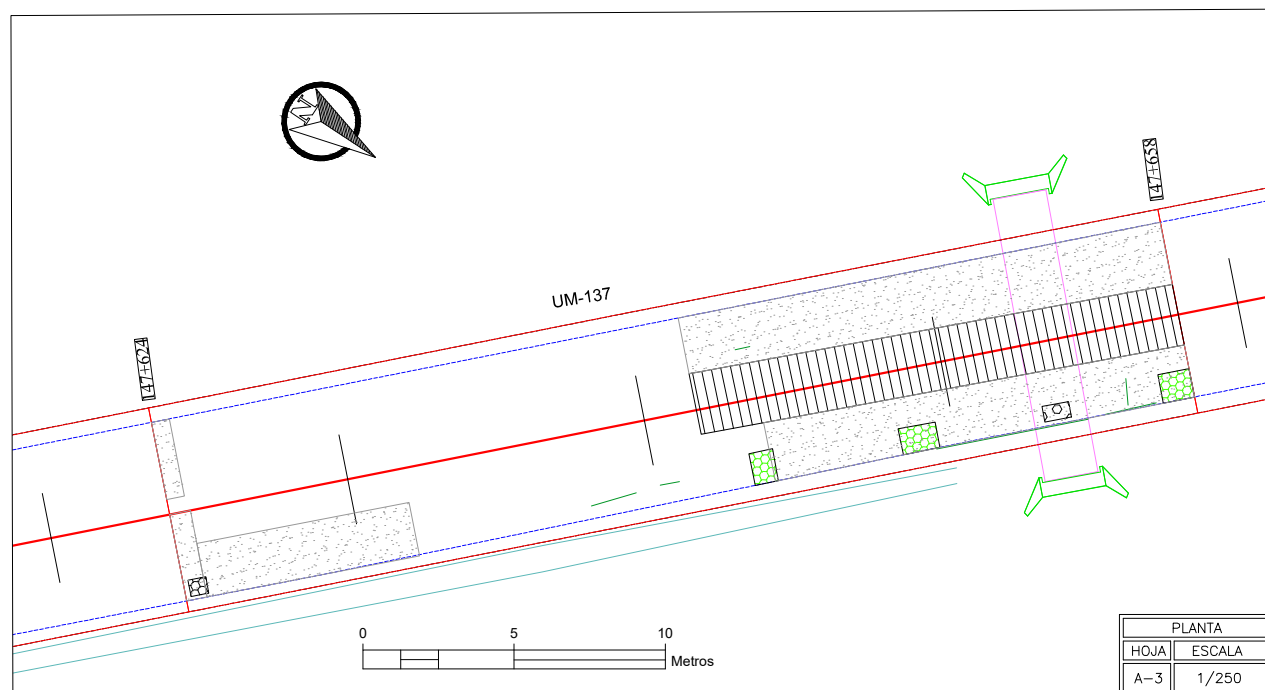 N
147+658
UM-137
147+624
0 5 10
Metros
PLANTA
HOJA ESCALA
A-3 1/250